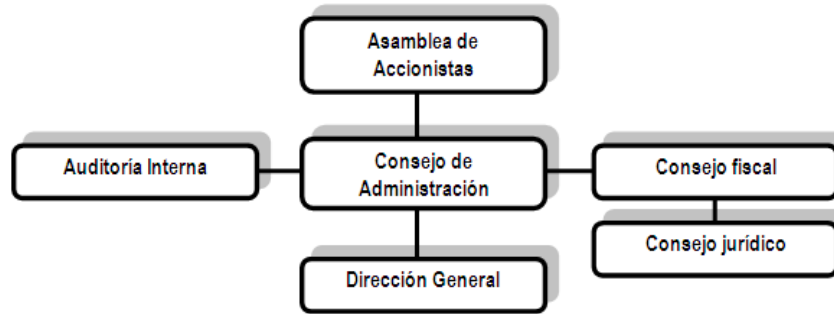 Asamblea de
Accionistas
Auditoría Interna
Consejo de
Administración
Consejo fiscal
Consejo jurídico
Dirección General